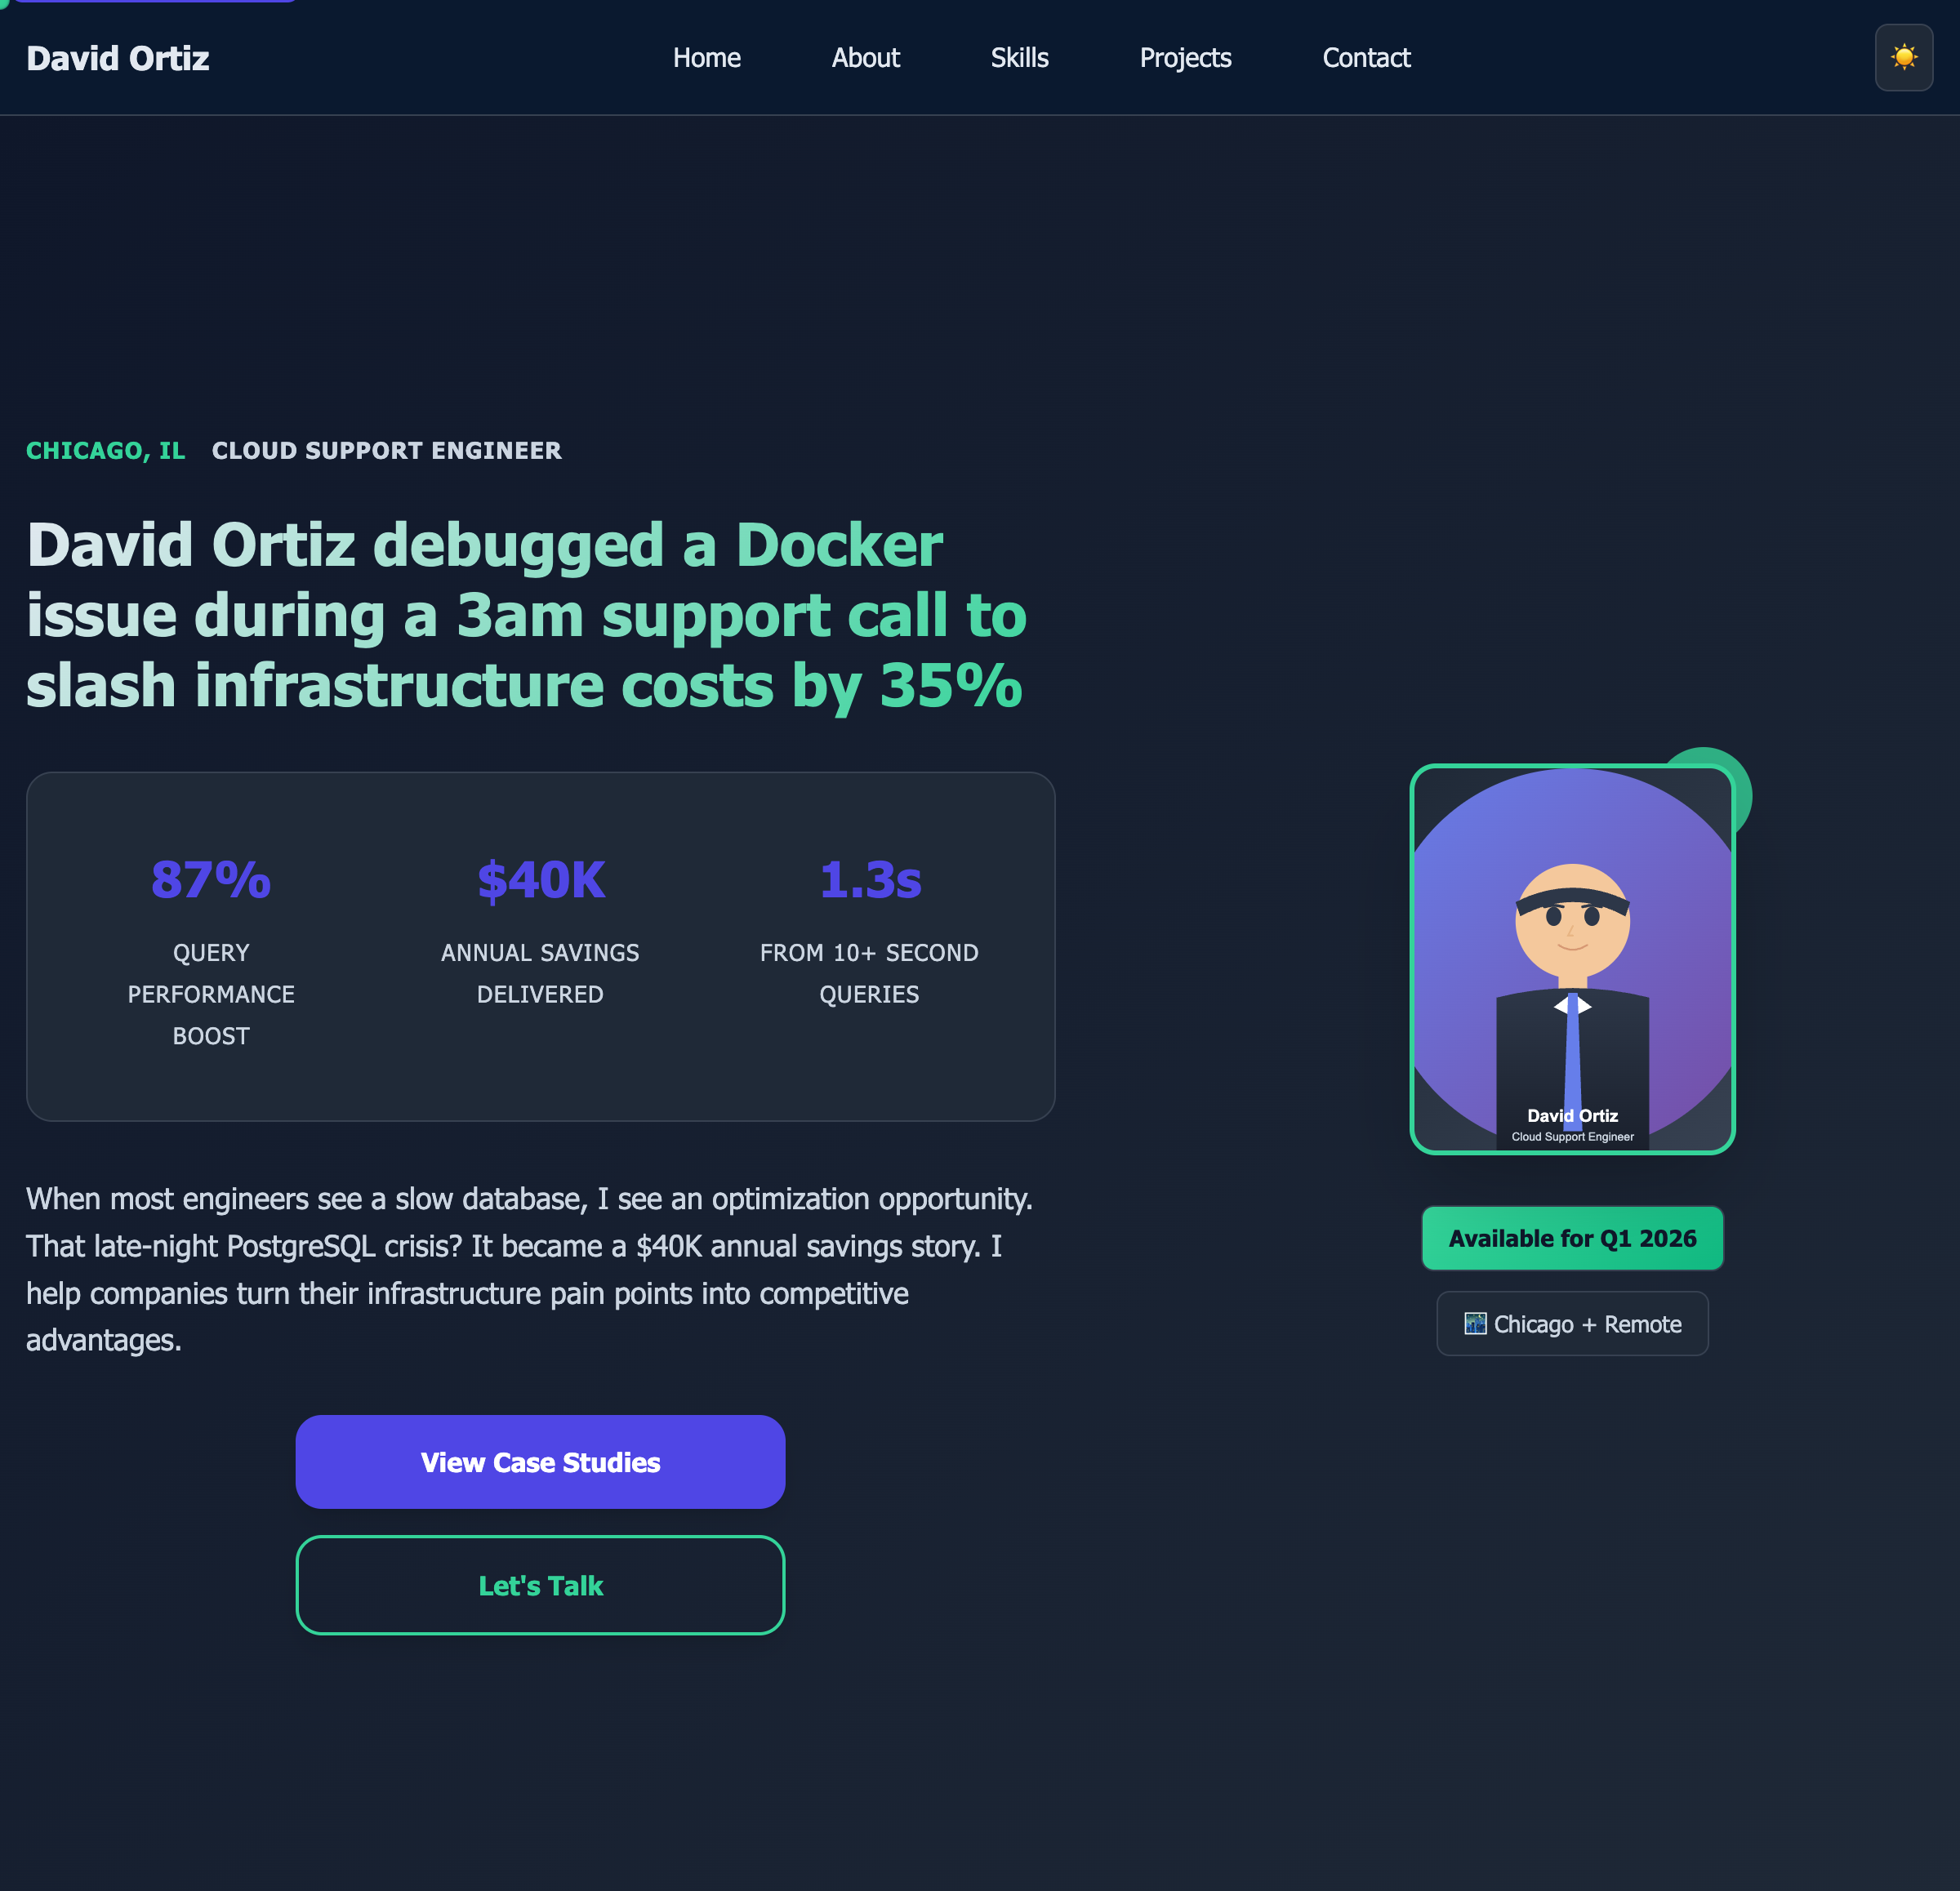 David Ortiz
Home
About
Skills
Projects
Contact
CHICAGO, IL CLOUD SUPPORT ENGINEER
David Ortiz debugged a Docker
issue during a 3am support call to
slash infrastructure costs by 35%
87%
QUERY
PERFORMANCE
BOOST
$40K
ANNUAL SAVINGS
DELIVERED
1.3s
FROM 10+ SECOND
QUERIES
When most engineers see a slow database, I see an optimization opportunity.
That late-night PostgreSQL crisis? It became a $40K annual savings story. I
help companies turn their infrastructure pain points into competitive
advantages.
View Case Studies
Let's Talk
David Ortiz
Cloud Support Engineer
Available for Q1 2026
Chicago + Remote